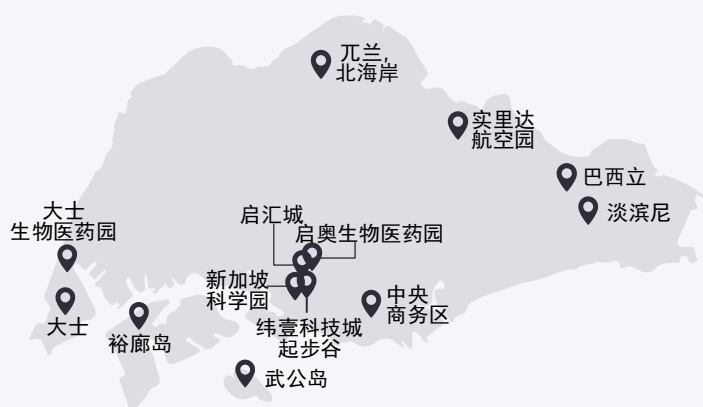 兀兰,
北海岸
实里达
航空园
巴西立
淡滨尼
大士
生物医药园
启汇城
启奥生物医药园
新加坡
科学园
中央
商务区
大士
裕廊岛
纬壹科技城
起步谷
武公岛